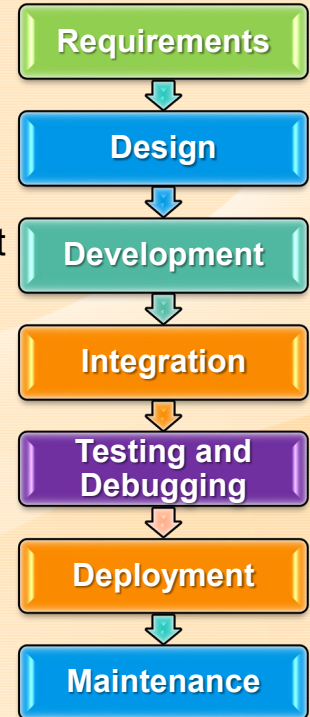 Requirements
Design
t
Development
Integration
Testing and
Debugging
Deployment
Maintenance